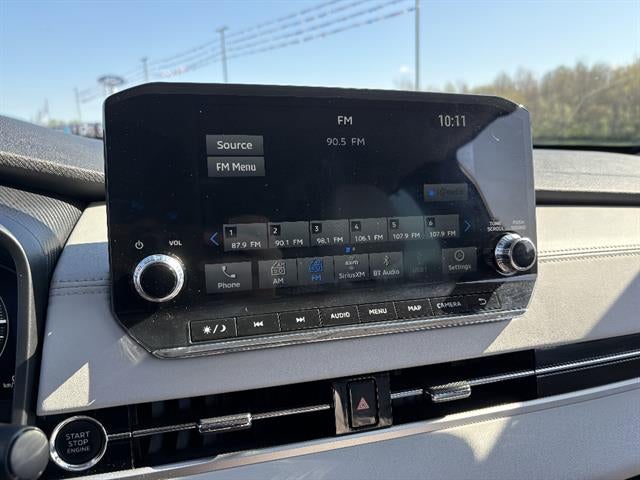 FM
10:11
90.5 FM
Source
FM Menu
TUNE
SCROLL
PUSH
1 2 3 4 5 6
87.9 FM 90.1 FM 98.1 FM 106.1 FM 107.9 FM 107.9 FM
VOL
Phone AM FM SiriusXM BT Audio Settings
AUDIO MENU MAP CAMERA
START
STOP
ENGINE